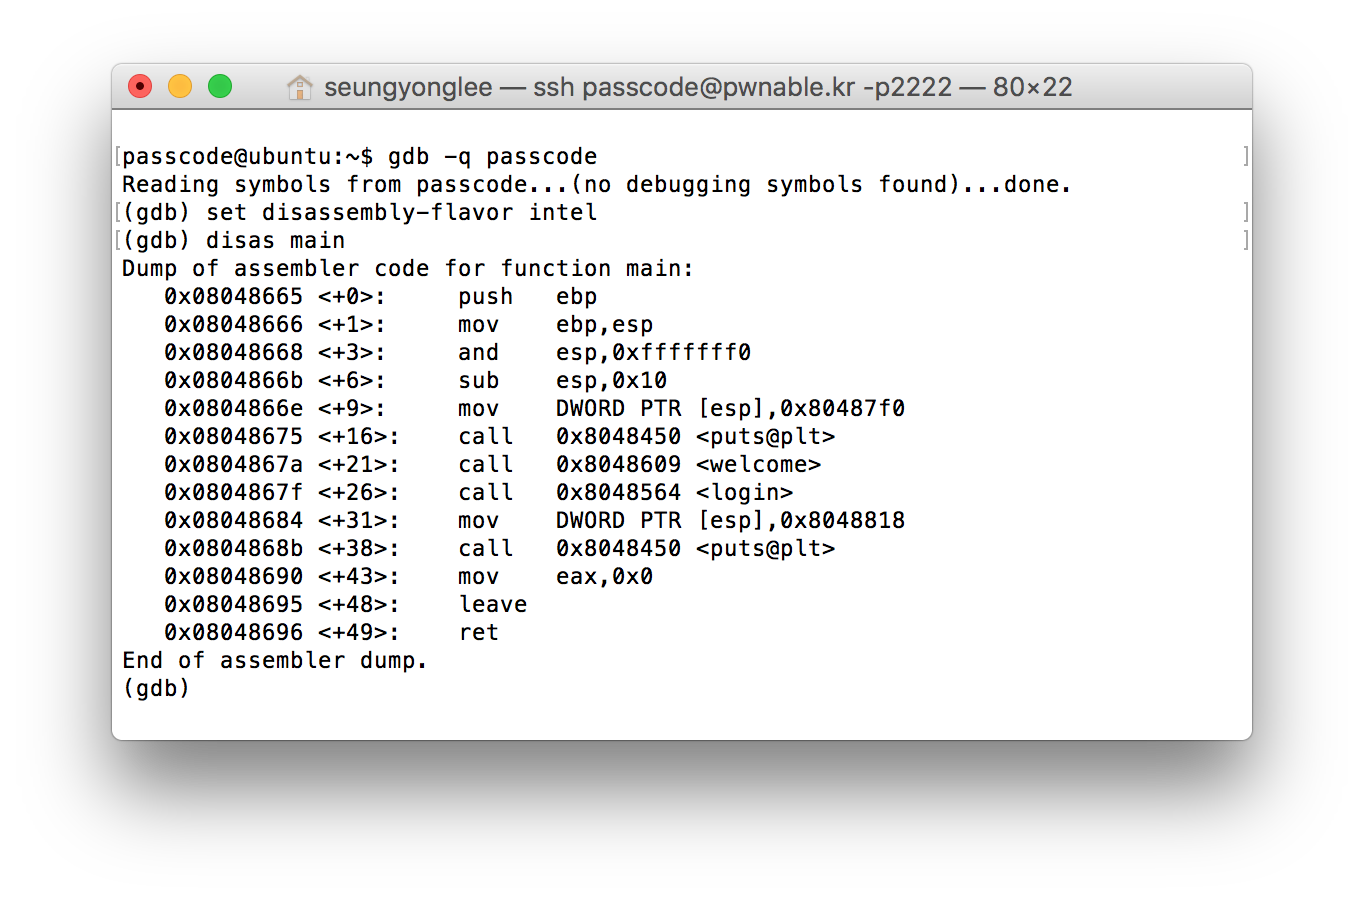 seungyonglee — ssh passcode@pwnable.kr -p2222 — 80×22
[passcode@ubuntu:~$ gdb -q passcode ]
Reading symbols from passcode...(no debugging symbols found)...done.
[(gdb) set disassembly-flavor intel ]
[(gdb) disas main ]
Dump of assembler code for function main:
   0x08048665 <+0>:     push   ebp
   0x08048666 <+1>:     mov    ebp,esp
   0x08048668 <+3>:     and    esp,0xfffffff0
   0x0804866b <+6>:     sub    esp,0x10
   0x0804866e <+9>:     mov    DWORD PTR [esp],0x80487f0
   0x08048675 <+16>:    call   0x8048450 <puts@plt>
   0x0804867a <+21>:    call   0x8048609 <welcome>
   0x0804867f <+26>:    call   0x8048564 <login>
   0x08048684 <+31>:    mov    DWORD PTR [esp],0x8048818
   0x0804868b <+38>:    call   0x8048450 <puts@plt>
   0x08048690 <+43>:    mov    eax,0x0
   0x08048695 <+48>:    leave
   0x08048696 <+49>:    ret
End of assembler dump.
(gdb)